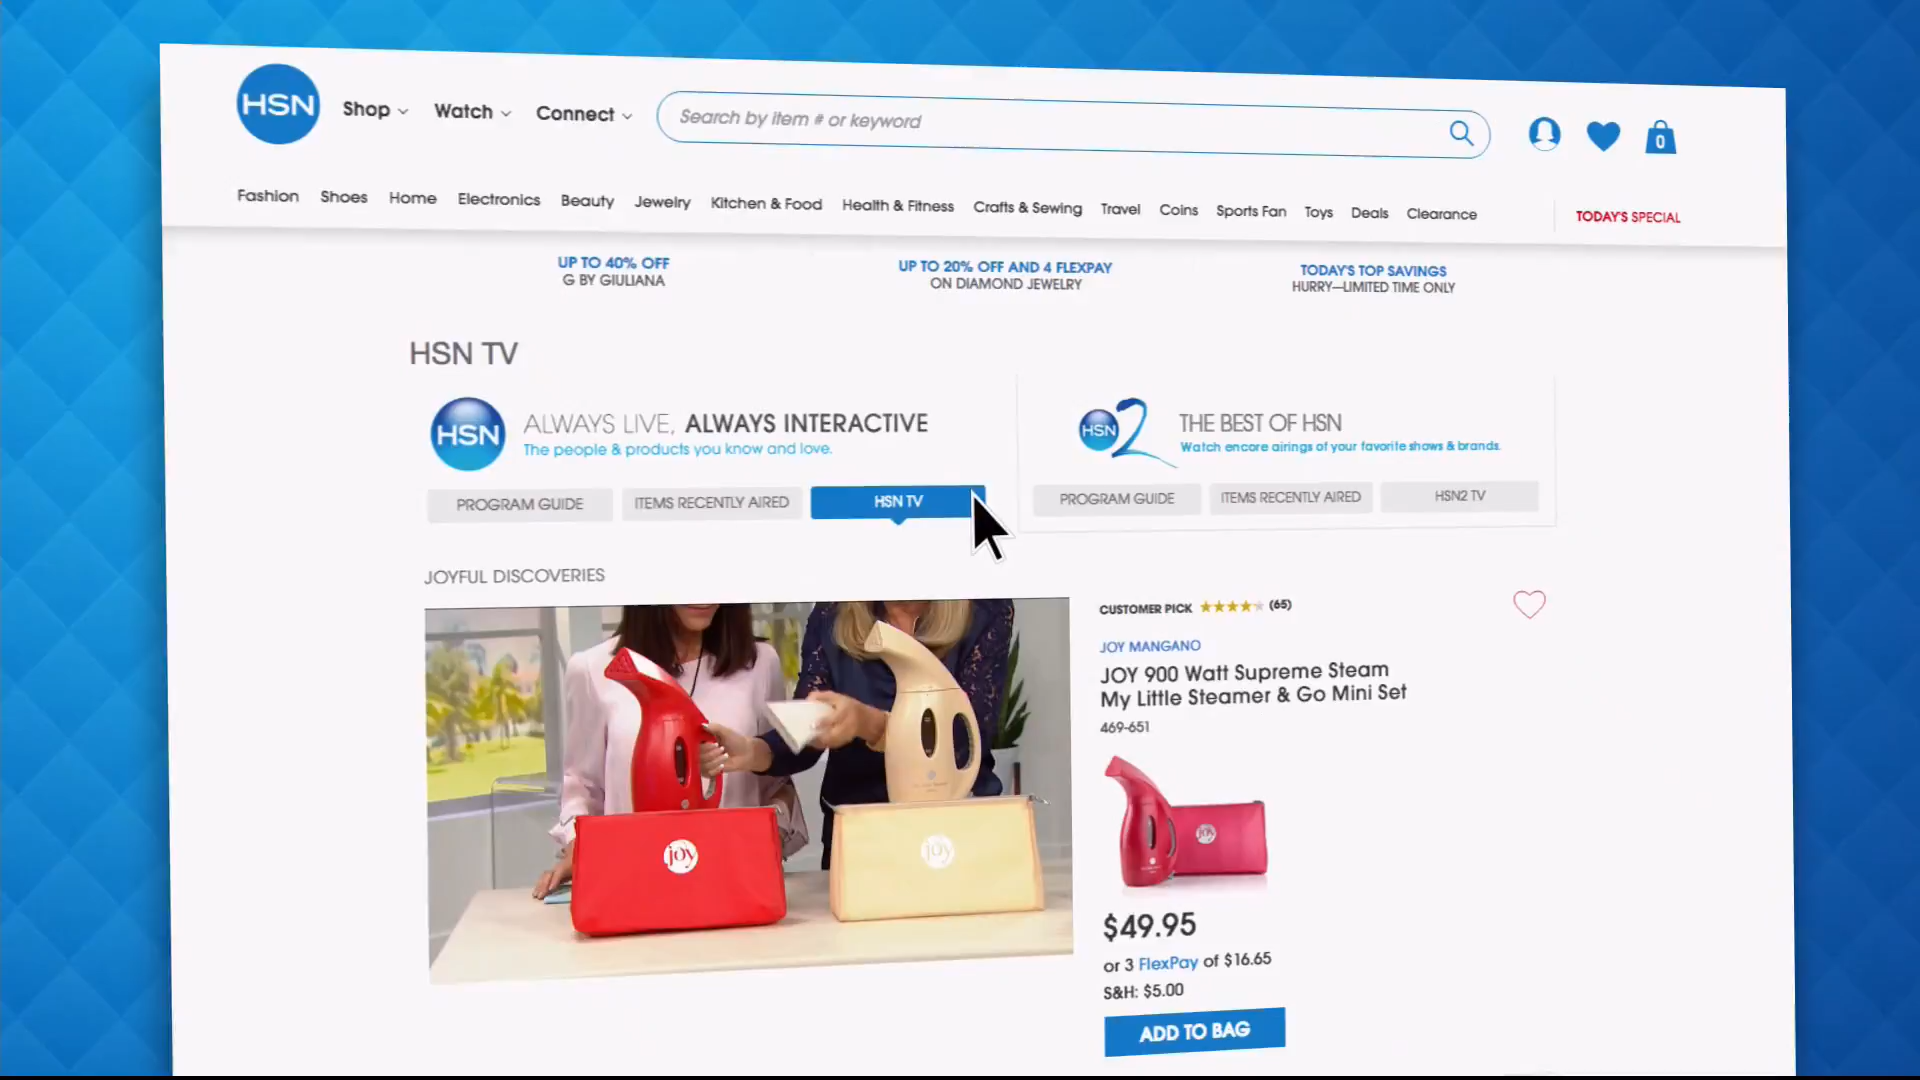 HSN
Shop
Watch
Connect
Search by item # or keyword
0
Fashion
Shoes
Home
Electronics
Beauty
Jewelry
Kitchen & Food
Health & Fitness
Crafts & Sewing
Travel
Coins
Sports Fan
Toys
Deals
Clearance
TODAY'S SPECIAL
UP TO 40% OFF
G BY GIULIANA
UP TO 20% OFF AND 4 FLEXPAY
ON DIAMOND JEWELRY
TODAY'S TOP SAVINGS
HURRY—LIMITED TIME ONLY
HSN TV
HSN
ALWAYS LIVE, ALWAYS INTERACTIVE
The people & products you know and love.
PROGRAM GUIDE
ITEMS RECENTLY AIRED
HSN TV
HSN2
THE BEST OF HSN
Watch encore airings of your favorite shows & brands.
PROGRAM GUIDE
ITEMS RECENTLY AIRED
HSN2 TV
JOYFUL DISCOVERIES
joy
joy
CUSTOMER PICK (65)
JOY MANGANO
JOY 900 Watt Supreme Steam
My Little Steamer & Go Mini Set
469-651
joy
$49.95
or 3 FlexPay of $16.65
S&H: $5.00
ADD TO BAG